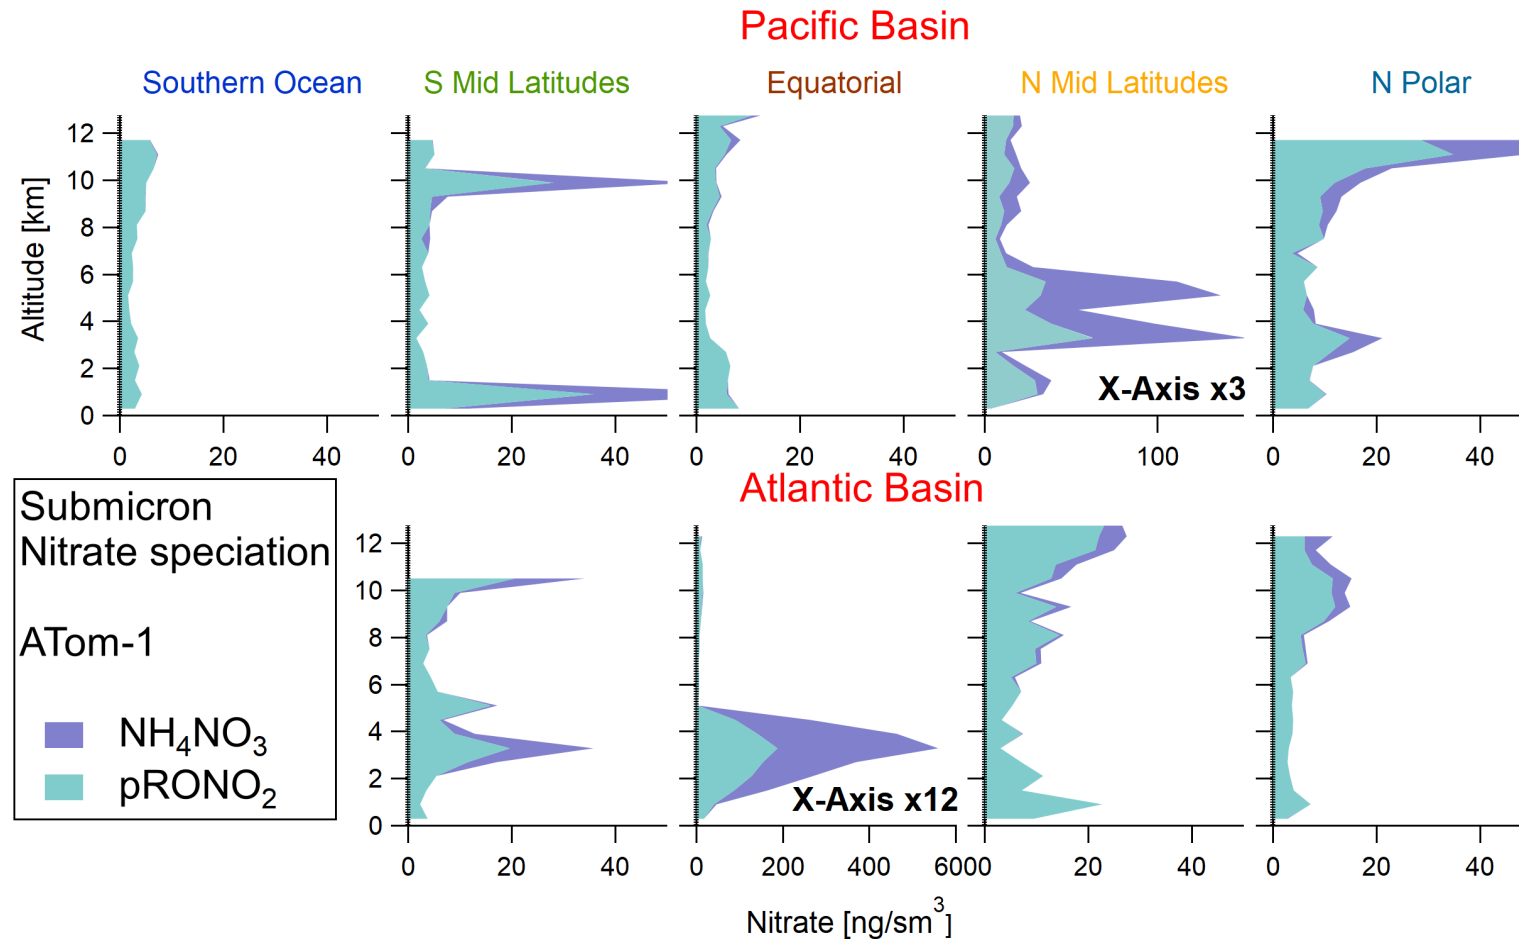 Pacific Basin
Southern Ocean
S Mid Latitudes
Equatorial
N Mid Latitudes
N Polar
Altitude [km]
12
10
8
6
4
2
0
X-Axis x3
0 20 40
0 20 40
0 20 40
0 100
0 20 40
Atlantic Basin
Submicron
Nitrate speciation
ATom-1
NH₄NO₃
pRONO₂
12
10
8
6
4
2
0
X-Axis x12
0 20 40
0 200 400 600
0 20 40
0 20 40
Nitrate [ng/sm³]